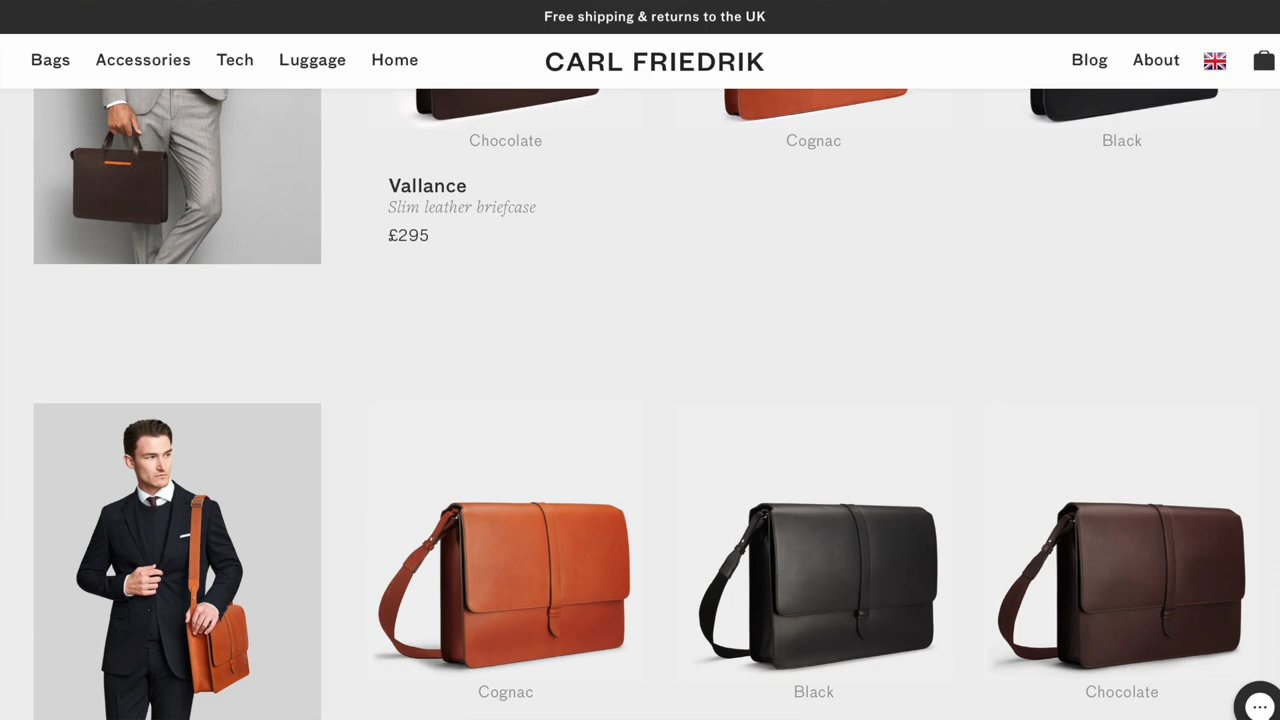 Free shipping & returns to the UK
Bags Accessories Tech Luggage Home CARL FRIEDRIK Blog About
Chocolate Cognac Black
Vallance
Slim leather briefcase
£295
Cognac Black Chocolate